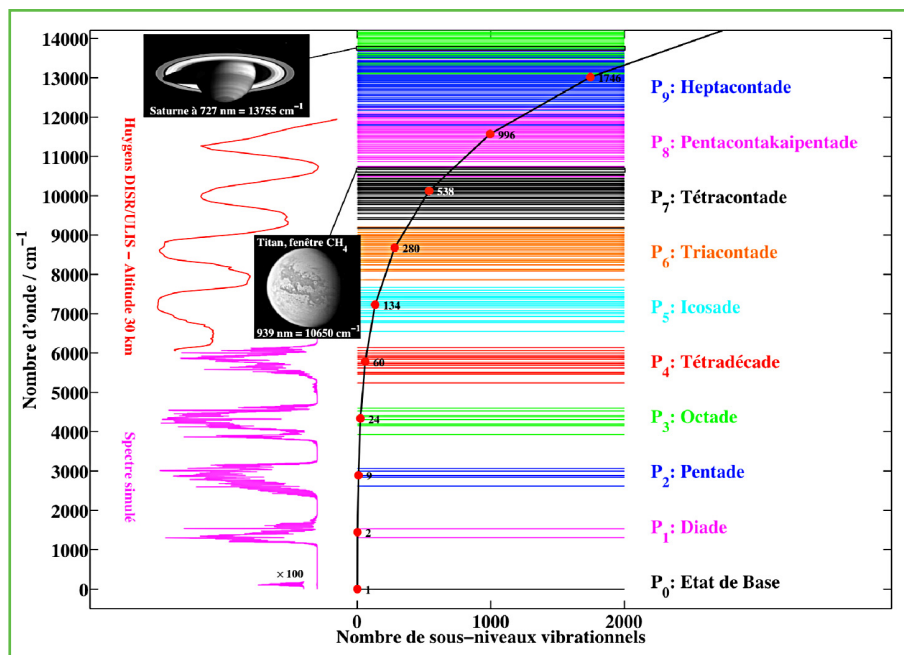 14000
13000
12000
11000
10000
9000
8000
7000
6000
5000
4000
3000
2000
1000
0
Nombre d'onde / cm⁻¹
Saturne à 727 nm = 13755 cm⁻¹
Huygens DISR/ULIS – Altitude 30 km
Titan, fenêtre CH₄
939 nm = 10650 cm⁻¹
Spectre simulé
× 100
1746
996
538
280
134
60
24
9
2
1
P₉: Heptacontade
P₈: Pentacontakaipentade
P₇: Tétracontade
P₆: Triacontade
P₅: Icosade
P₄: Tétradécade
P₃: Octade
P₂: Pentade
P₁: Diade
P₀: Etat de Base
0 1000 2000
Nombre de sous–niveaux vibrationnels